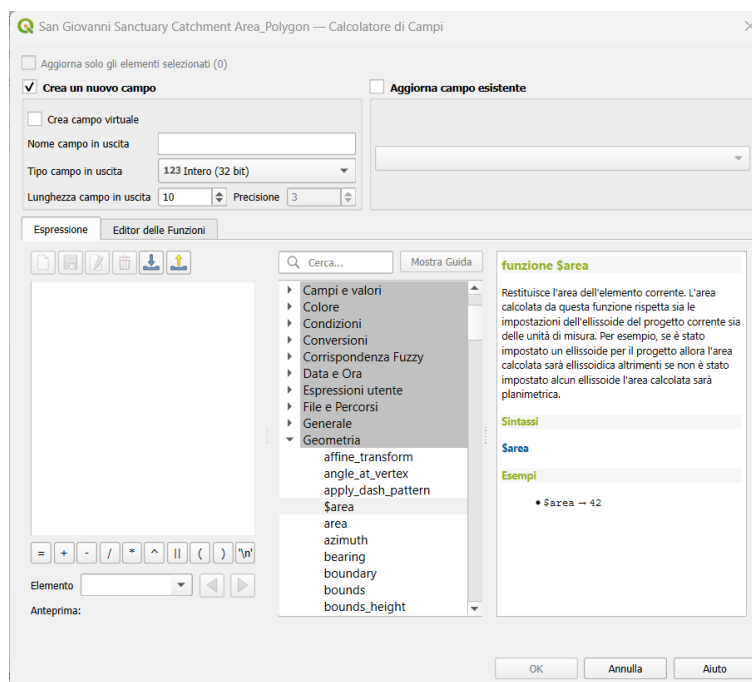 San Giovanni Sanctuary Catchment Area_Polygon — Calcolatore di Campi
Aggiorna solo gli elementi selezionati (0)
Crea un nuovo campo
Aggiorna campo esistente
Crea campo virtuale
Nome campo in uscita
Tipo campo in uscita
123 Intero (32 bit)
Lunghezza campo in uscita
10
Precisione
3
Espressione
Editor delle Funzioni
Cerca...
Mostra Guida
Campi e valori
Colore
Condizioni
Conversioni
Corrispondenza Fuzzy
Data e Ora
Espressioni utente
File e Percorsi
Generale
Geometria
affine_transform
angle_at_vertex
apply_dash_pattern
$area
area
azimuth
bearing
boundary
bounds
bounds_height
funzione $area
Restituisce l'area dell'elemento corrente. L'area
calcolata da questa funzione rispetta sia le
impostazioni dell'ellissoide del progetto corrente sia
delle unità di misura. Per esempio, se è stato
impostato un ellissoide per il progetto allora l'area
calcolata sarà ellissoidica altrimenti se non è stato
impostato alcun ellissoide l'area calcolata sarà
planimetrica.
Sintassi
$area
Esempi
• $area → 42
= + - / * ^ || ( ) '\n'
Elemento
Anteprima:
OK
Annulla
Aiuto